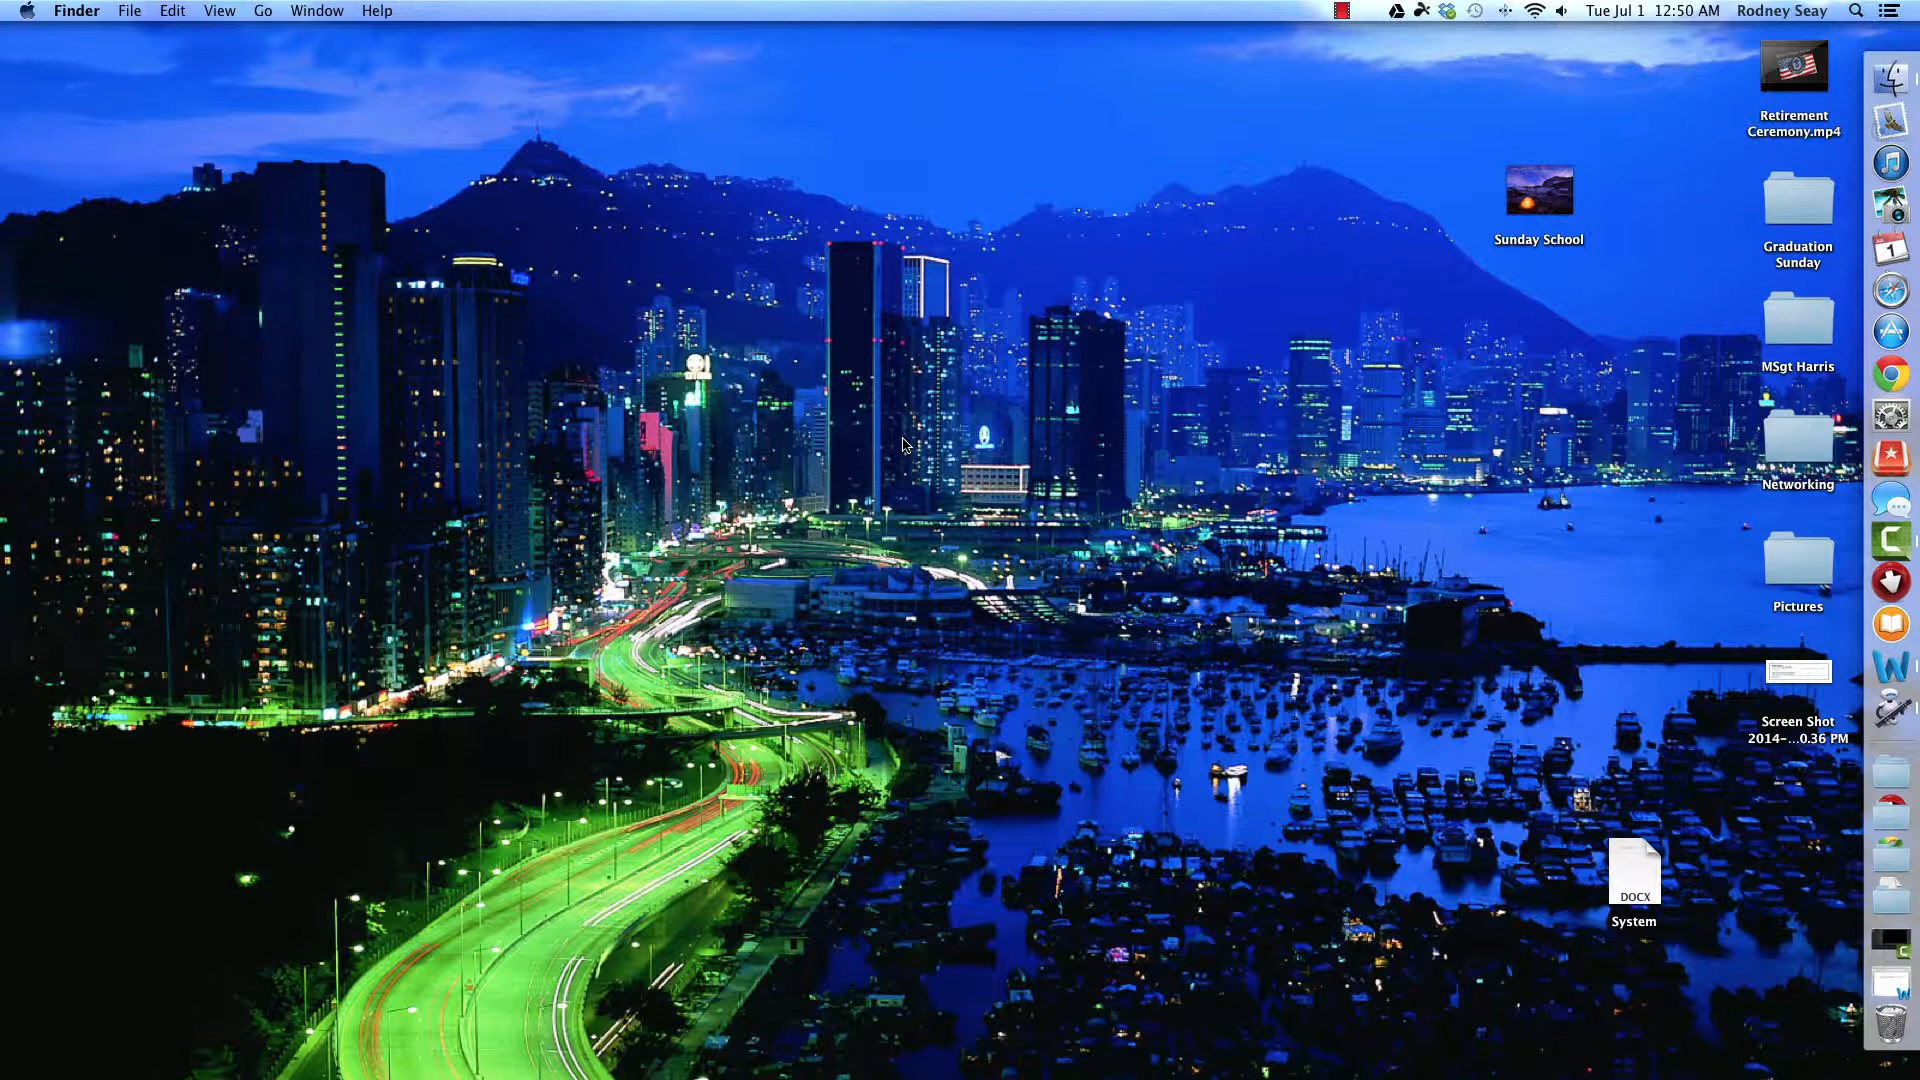 Finder File Edit View Go Window Help
Tue Jul 1 12:50 AM Rodney Seay
Retirement
Ceremony.mp4
Sunday School
Graduation
Sunday
1
MSgt Harris
Networking
Pictures
Screen Shot
2014-...0.36 PM
DOCX
System